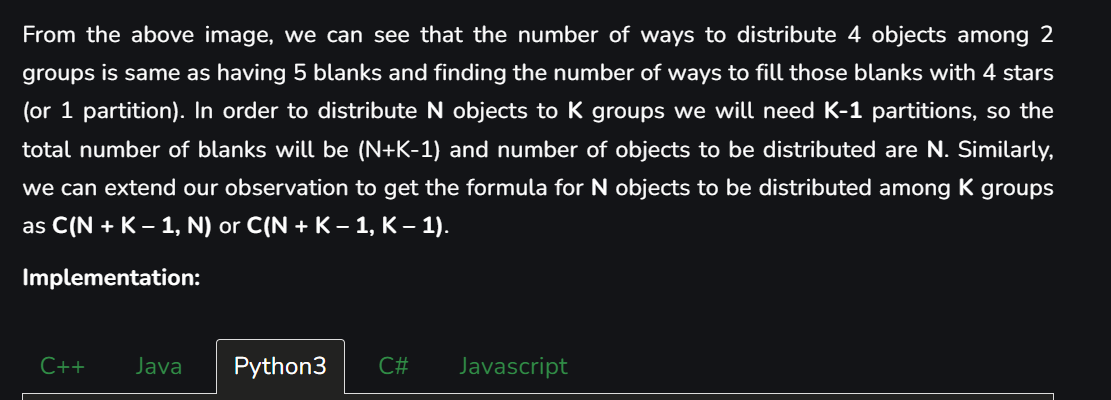 From the above image, we can see that the number of ways to distribute 4 objects among 2
groups is same as having 5 blanks and finding the number of ways to fill those blanks with 4 stars
(or 1 partition). In order to distribute N objects to K groups we will need K-1 partitions, so the
total number of blanks will be (N+K-1) and number of objects to be distributed are N. Similarly,
we can extend our observation to get the formula for N objects to be distributed among K groups
as C(N + K – 1, N) or C(N + K – 1, K – 1).
Implementation:
C++ Java Python3 C# Javascript